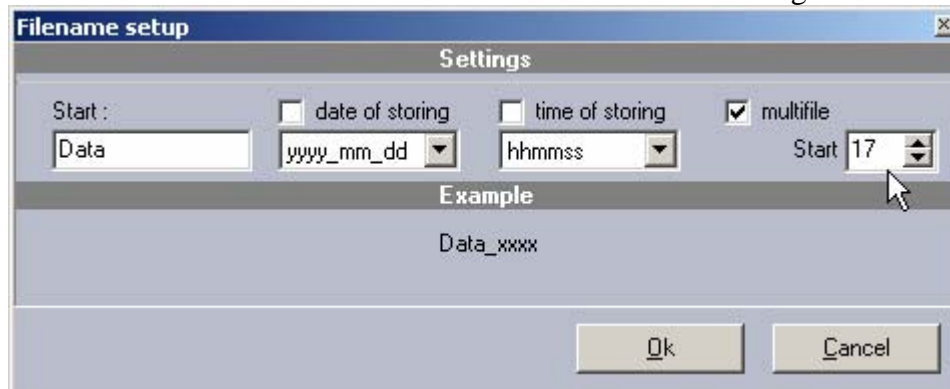 Filename setup
Settings
Start :
date of storing
time of storing
multifile
Data
yyyy_mm_dd
hhmmss
Start 17
Example
Data_xxxx
Ok
Cancel